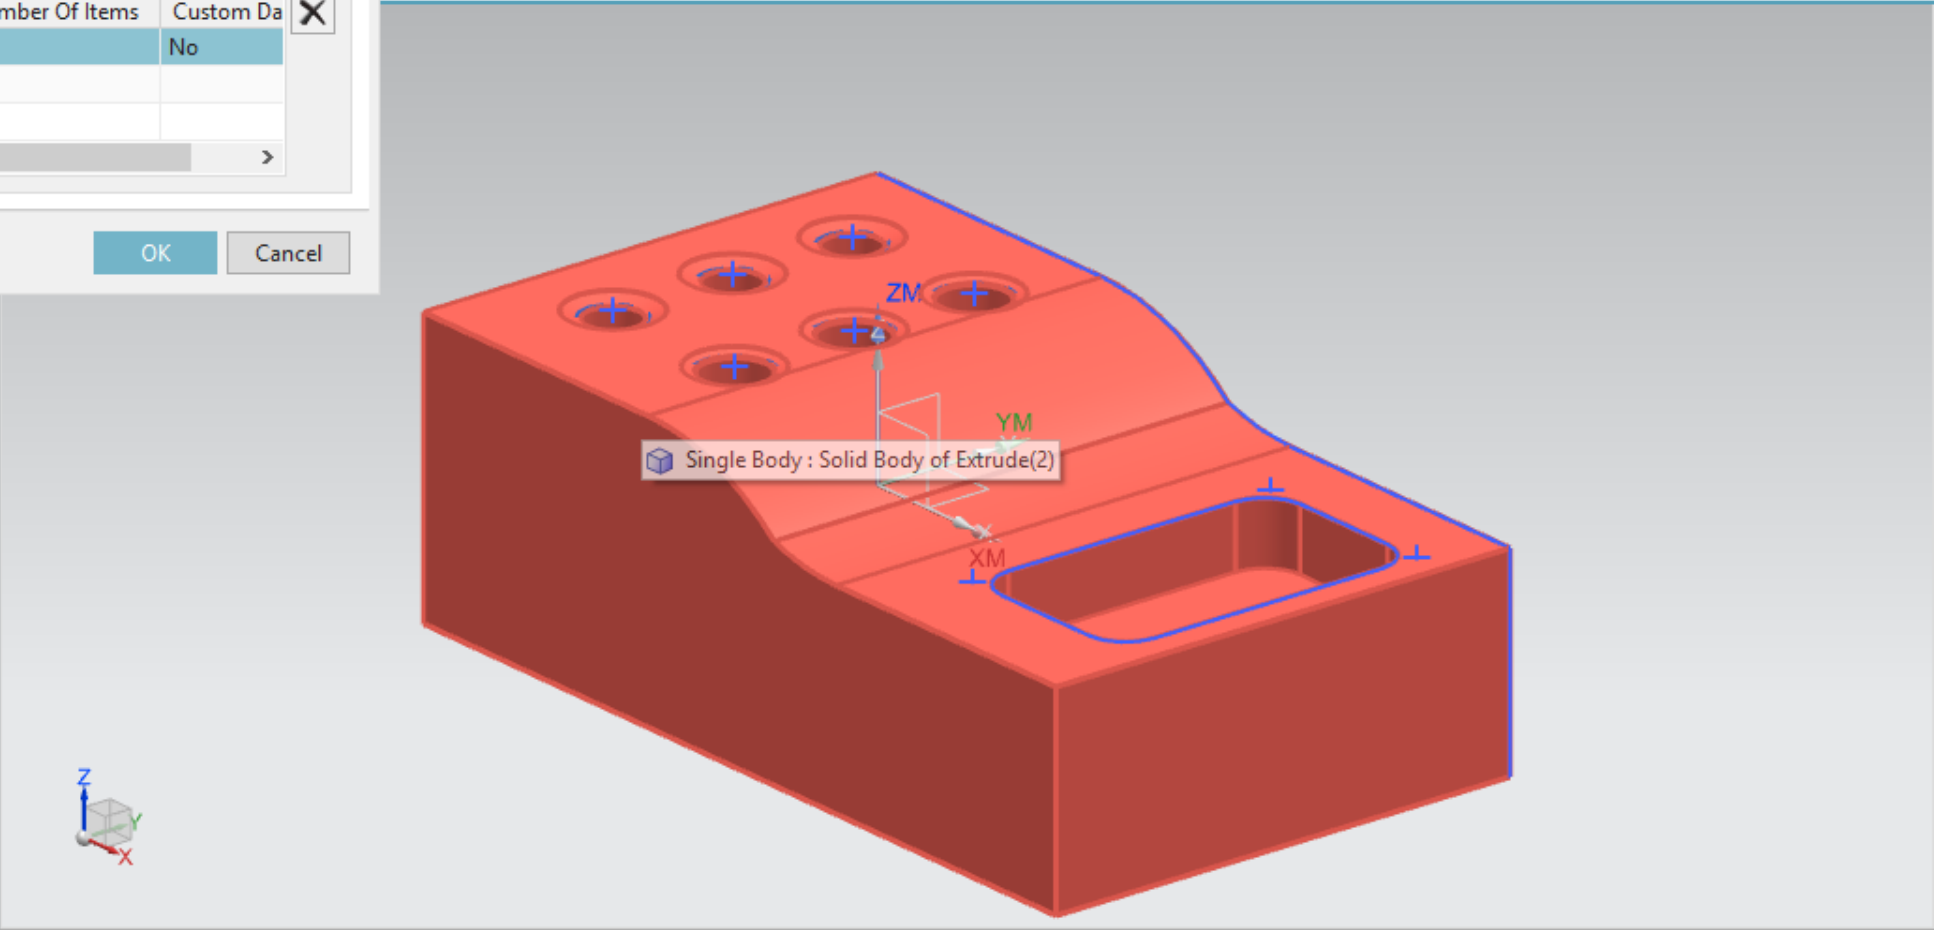 mber Of Items Custom Da
No
OK Cancel
ZM
YM
Single Body : Solid Body of Extrude(2)
XM
Z
Y
X